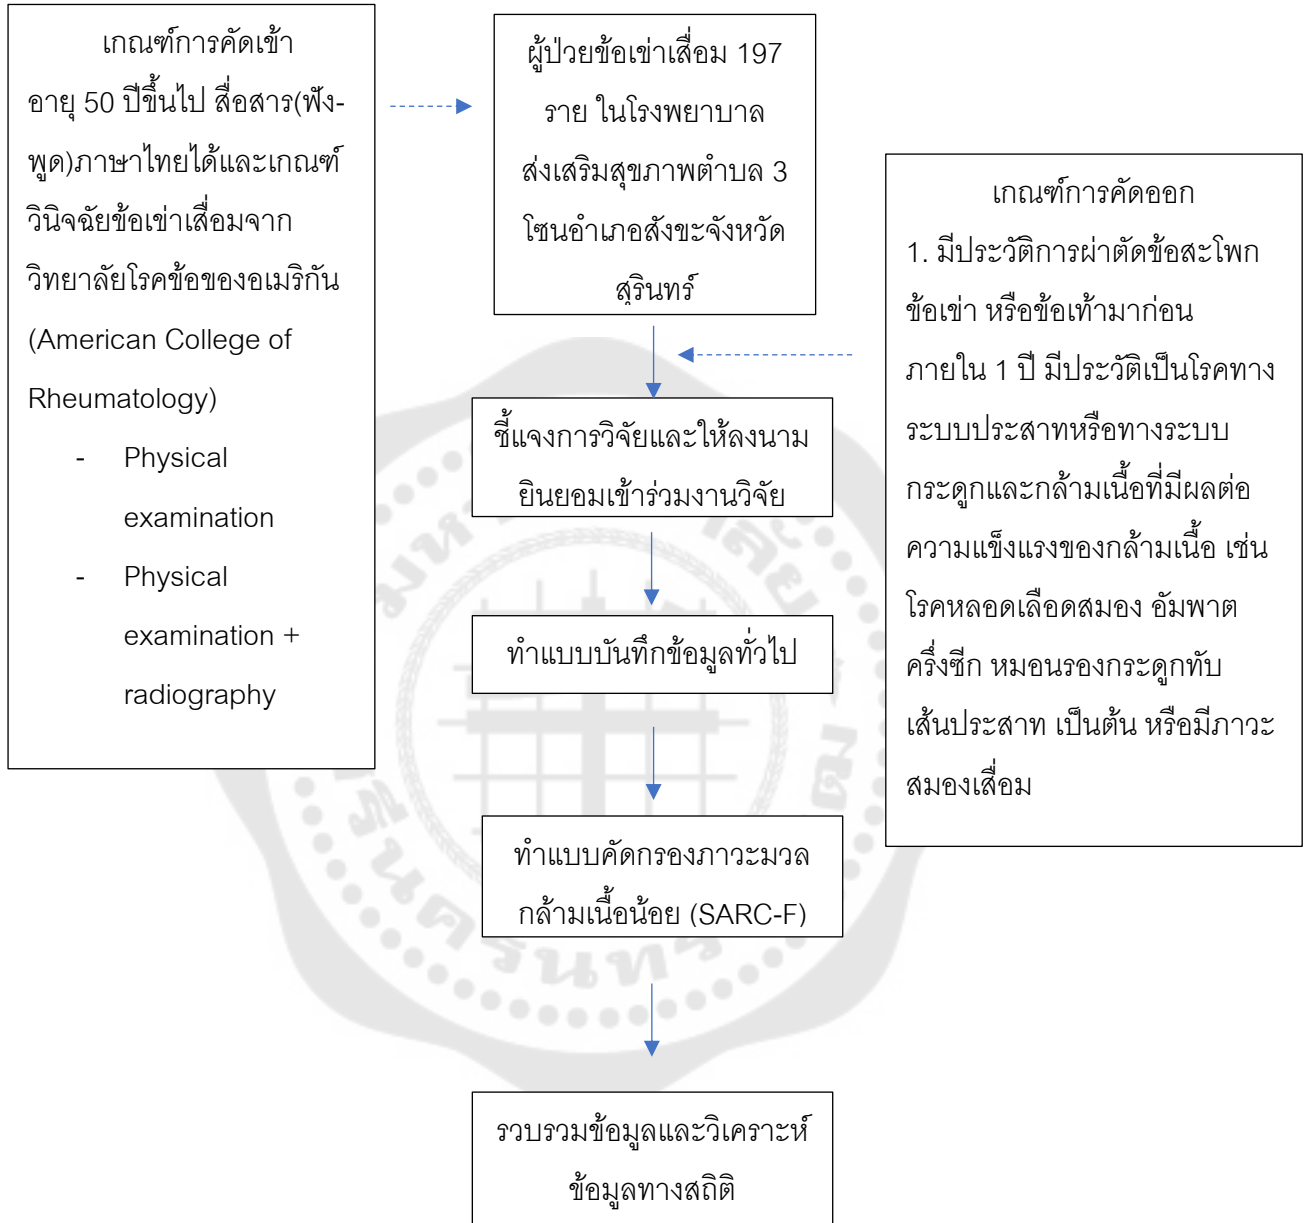 เกณฑ์การคัดเข้า
อายุ 50 ปีขึ้นไป สื่อสาร(ฟัง-
พูด)ภาษาไทยได้และเกณฑ์
วินิจฉัยข้อเข่าเสื่อมจาก
วิทยาลัยโรคข้อของอเมริกัน
(American College of
Rheumatology)
- Physical
examination
- Physical
examination +
radiography
ผู้ป่วยข้อเข่าเสื่อม 197
ราย ในโรงพยาบาล
ส่งเสริมสุขภาพตำบล 3
โซนอำเภอสังขะจังหวัด
สุรินทร์
เกณฑ์การคัดออก
1. มีประวัติการผ่าตัดข้อสะโพก
ข้อเข่า หรือข้อเท้ามาก่อน
ภายใน 1 ปี มีประวัติเป็นโรคทาง
ระบบประสาทหรือทางระบบ
กระดูกและกล้ามเนื้อที่มีผลต่อ
ความแข็งแรงของกล้ามเนื้อ เช่น
โรคหลอดเลือดสมอง อัมพาต
ครึ่งซีก หมอนรองกระดูกทับ
เส้นประสาท เป็นต้น หรือมีภาวะ
สมองเสื่อม
ชี้แจงการวิจัยและให้ลงนาม
ยินยอมเข้าร่วมงานวิจัย
ทำแบบบันทึกข้อมูลทั่วไป
ทำแบบคัดกรองภาวะมวล
กล้ามเนื้อน้อย (SARC-F)
รวบรวมข้อมูลและวิเคราะห์
ข้อมูลทางสถิติ